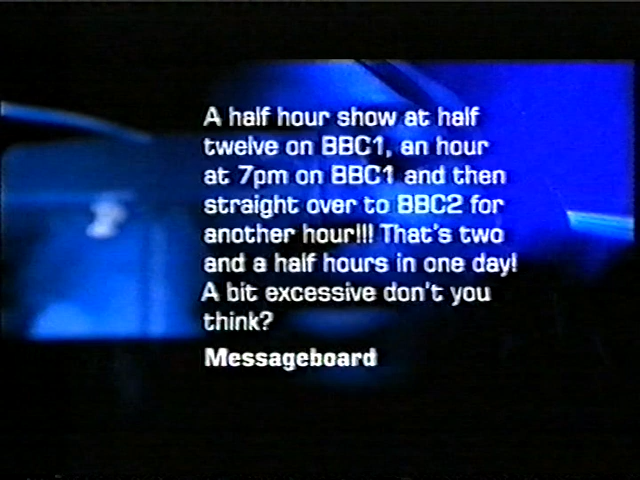 A half hour show at half
twelve on BBC1, an hour
at 7pm on BBC1 and then
straight over to BBC2 for
another hour!!! That's two
and a half hours in one day!
A bit excessive don't you
think?
Messageboard